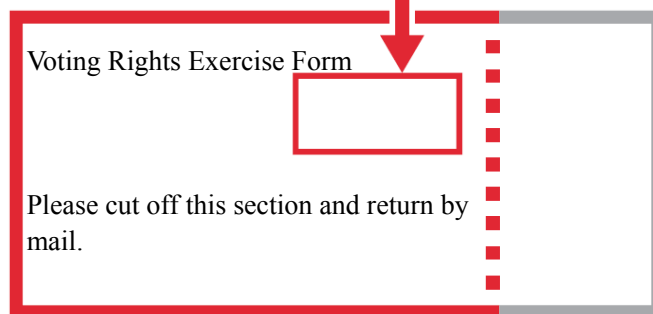 Voting Rights Exercise Form
Please cut off this section and return by
mail.